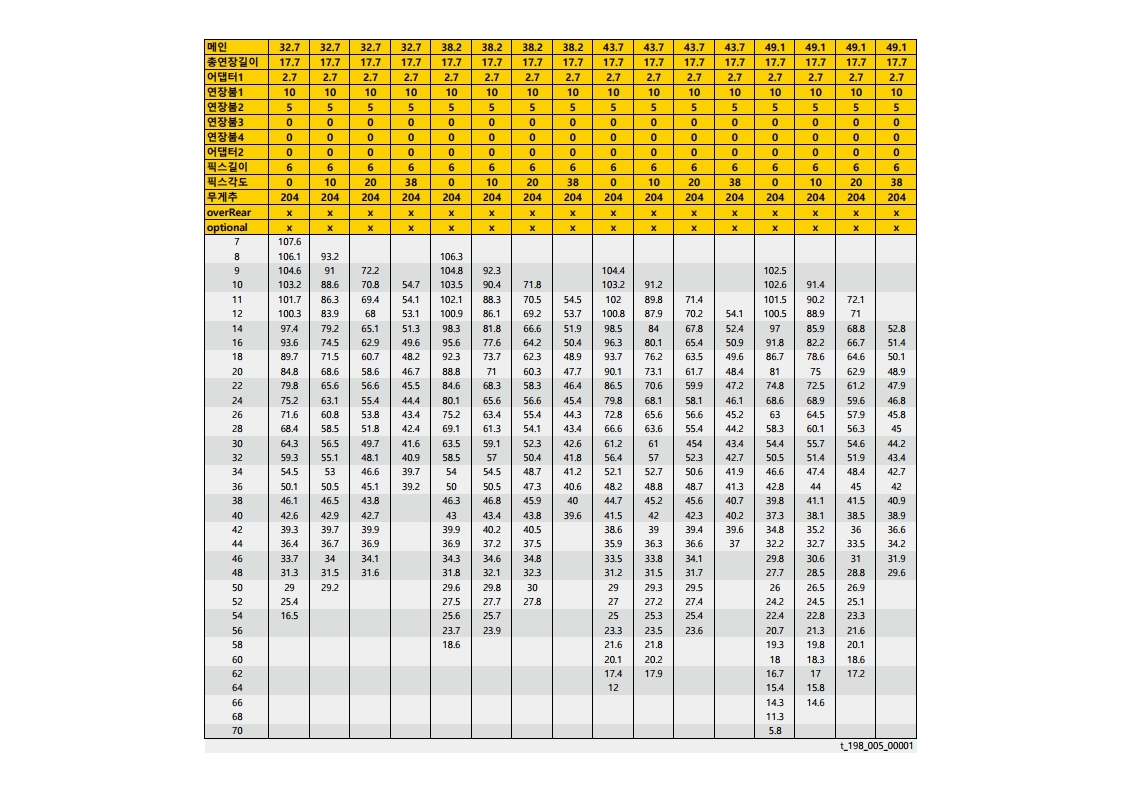 메인 32.7 32.7 32.7 32.7 38.2 38.2 38.2 38.2 43.7 43.7 43.7 43.7 49.1 49.1 49.1 49.1
총연장길이 17.7 17.7 17.7 17.7 17.7 17.7 17.7 17.7 17.7 17.7 17.7 17.7 17.7 17.7 17.7 17.7
어댑터1 2.7 2.7 2.7 2.7 2.7 2.7 2.7 2.7 2.7 2.7 2.7 2.7 2.7 2.7 2.7 2.7
연장붐1 10 10 10 10 10 10 10 10 10 10 10 10 10 10 10 10
연장붐2 5 5 5 5 5 5 5 5 5 5 5 5 5 5 5 5
연장붐3 0 0 0 0 0 0 0 0 0 0 0 0 0 0 0 0
연장붐4 0 0 0 0 0 0 0 0 0 0 0 0 0 0 0 0
어댑터2 0 0 0 0 0 0 0 0 0 0 0 0 0 0 0 0
픽스길이 6 6 6 6 6 6 6 6 6 6 6 6 6 6 6 6
픽스각도 0 10 20 38 0 10 20 38 0 10 20 38 0 10 20 38
무게추 204 204 204 204 204 204 204 204 204 204 204 204 204 204 204 204
overRear x x x x x x x x x x x x x x x x
optional x x x x x x x x x x x x x x x x
7 107.6
8 106.1 93.2 106.3
9 104.6 91 72.2 104.8 92.3 104.4 102.5
10 103.2 88.6 70.8 54.7 103.5 90.4 71.8 103.2 91.2 102.6 91.4
11 101.7 86.3 69.4 54.1 102.1 88.3 70.5 54.5 102 89.8 71.4 101.5 90.2 72.1
12 100.3 83.9 68 53.1 100.9 86.1 69.2 53.7 100.8 87.9 70.2 54.1 100.5 88.9 71
14 97.4 79.2 65.1 51.3 98.3 81.8 66.6 51.9 98.5 84 67.8 52.4 97 85.9 68.8 52.8
16 93.6 74.5 62.9 49.6 95.6 77.6 64.2 50.4 96.3 80.1 65.4 50.9 91.8 82.2 66.7 51.4
18 89.7 71.5 60.7 48.2 92.3 73.7 62.3 48.9 93.7 76.2 63.5 49.6 86.7 78.6 64.6 50.1
20 84.8 68.6 58.6 46.7 88.8 71 60.3 47.7 90.1 73.1 61.7 48.4 81 75 62.9 48.9
22 79.8 65.6 56.6 45.5 84.6 68.3 58.3 46.4 86.5 70.6 59.9 47.2 74.8 72.5 61.2 47.9
24 75.2 63.1 55.4 44.4 80.1 65.6 56.6 45.4 79.8 68.1 58.1 46.1 68.6 68.9 59.6 46.8
26 71.6 60.8 53.8 43.4 75.2 63.4 55.4 44.3 72.8 65.6 56.6 45.2 63 64.5 57.9 45.8
28 68.4 58.5 51.8 42.4 69.1 61.3 54.1 43.4 66.6 63.6 55.4 44.2 58.3 60.1 56.3 45
30 64.3 56.5 49.7 41.6 63.5 59.1 52.3 42.6 61.2 61 454 43.4 54.4 55.7 54.6 44.2
32 59.3 55.1 48.1 40.9 58.5 57 50.4 41.8 56.4 57 52.3 42.7 50.5 51.4 51.9 43.4
34 54.5 53 46.6 39.7 54 54.5 48.7 41.2 52.1 52.7 50.6 41.9 46.6 47.4 48.4 42.7
36 50.1 50.5 45.1 39.2 50 50.5 47.3 40.6 48.2 48.8 48.7 41.3 42.8 44 45 42
38 46.1 46.5 43.8 46.3 46.8 45.9 40 44.7 45.2 45.6 40.7 39.8 41.1 41.5 40.9
40 42.6 42.9 42.7 43 43.4 43.8 39.6 41.5 42 42.3 40.2 37.3 38.1 38.5 38.9
42 39.3 39.7 39.9 39.9 40.2 40.5 38.6 39 39.4 39.6 34.8 35.2 36 36.6
44 36.4 36.7 36.9 36.9 37.2 37.5 35.9 36.3 36.6 37 32.2 32.7 33.5 34.2
46 33.7 34 34.1 34.3 34.6 34.8 33.5 33.8 34.1 29.8 30.6 31 31.9
48 31.3 31.5 31.6 31.8 32.1 32.3 31.2 31.5 31.7 27.7 28.5 28.8 29.6
50 29 29.2 29.6 29.8 30 29 29.3 29.5 26 26.5 26.9
52 25.4 27.5 27.7 27.8 27 27.2 27.4 24.2 24.5 25.1
54 16.5 25.6 25.7 25 25.3 25.4 22.4 22.8 23.3
56 23.7 23.9 23.3 23.5 23.6 20.7 21.3 21.6
58 18.6 21.6 21.8 19.3 19.8 20.1
60 20.1 20.2 18 18.3 18.6
62 17.4 17.9 16.7 17 17.2
64 12 15.4 15.8
66 14.3 14.6
68 11.3
70 5.8
t_198_005_00001